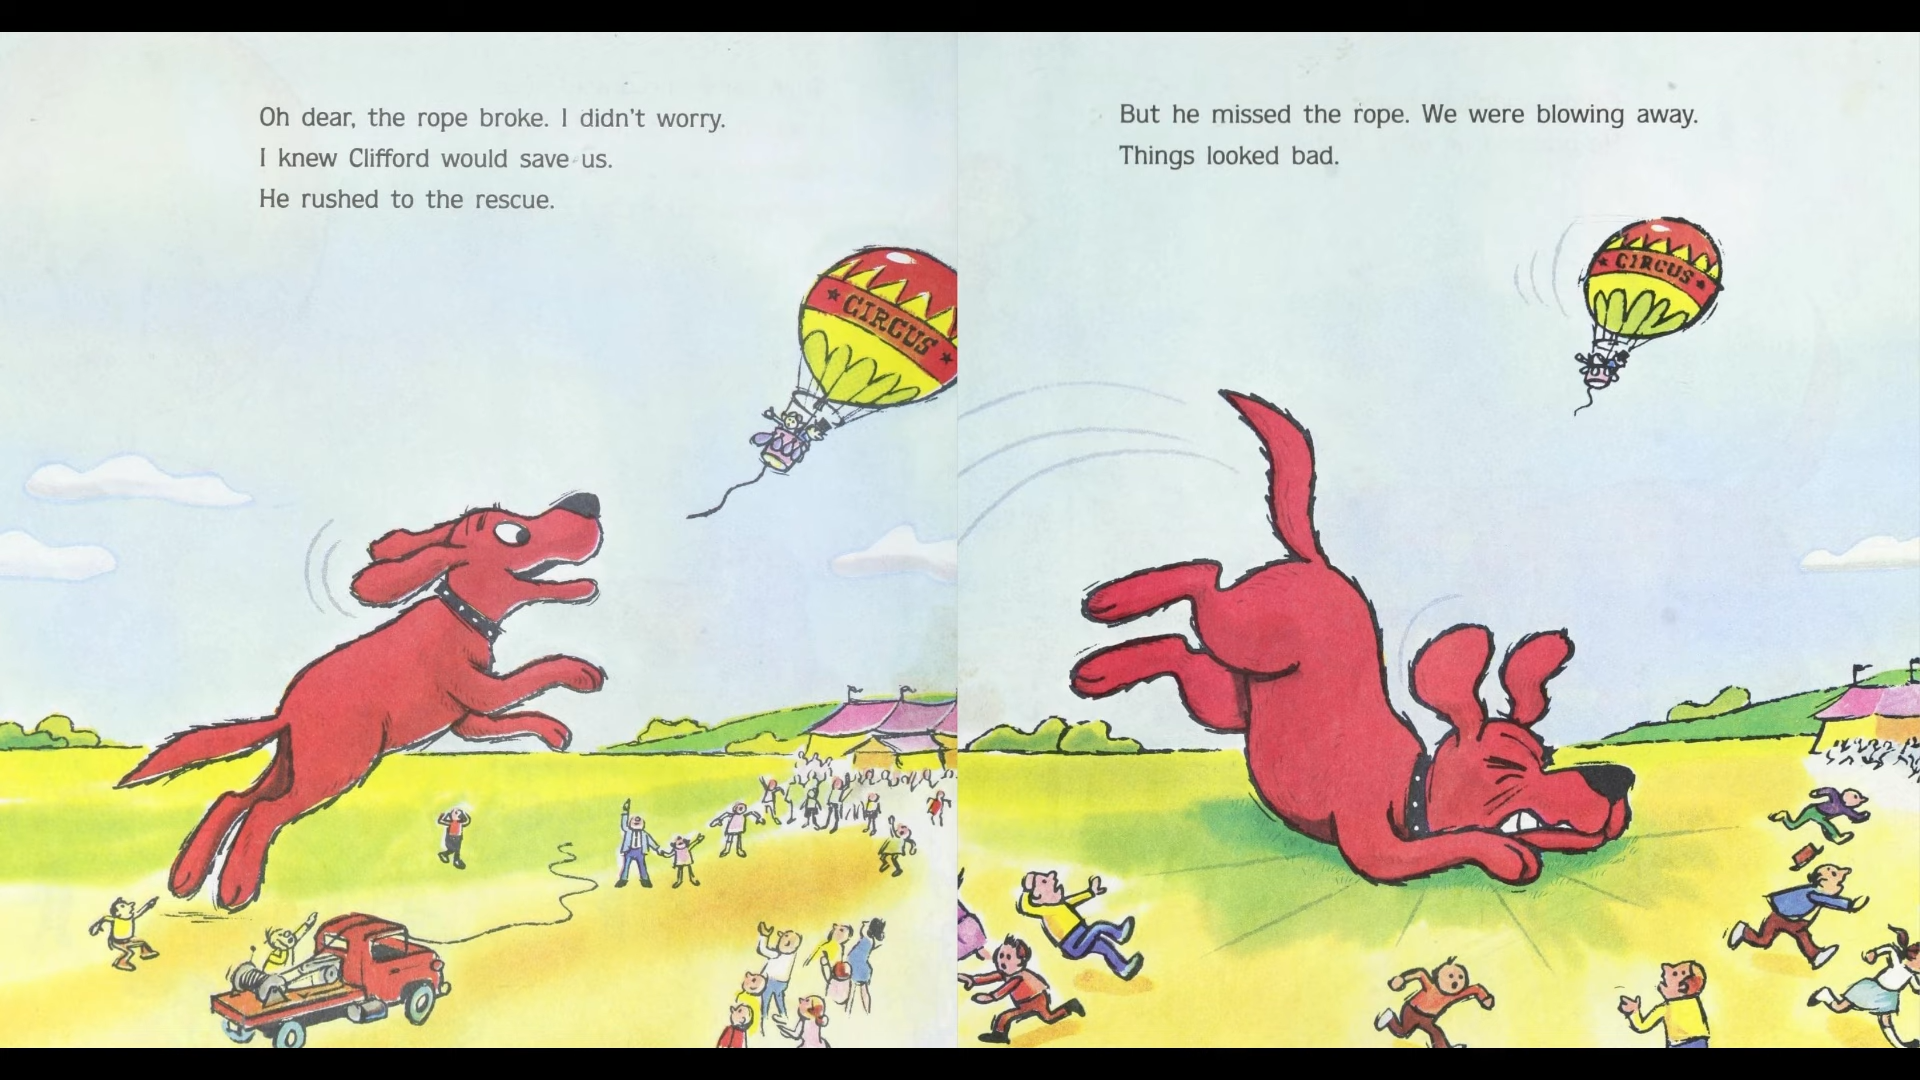 Oh dear, the rope broke. I didn't worry.
I knew Clifford would save us.
He rushed to the rescue.
CIRCUS
But he missed the rope. We were blowing away.
Things looked bad.
CIRCUS